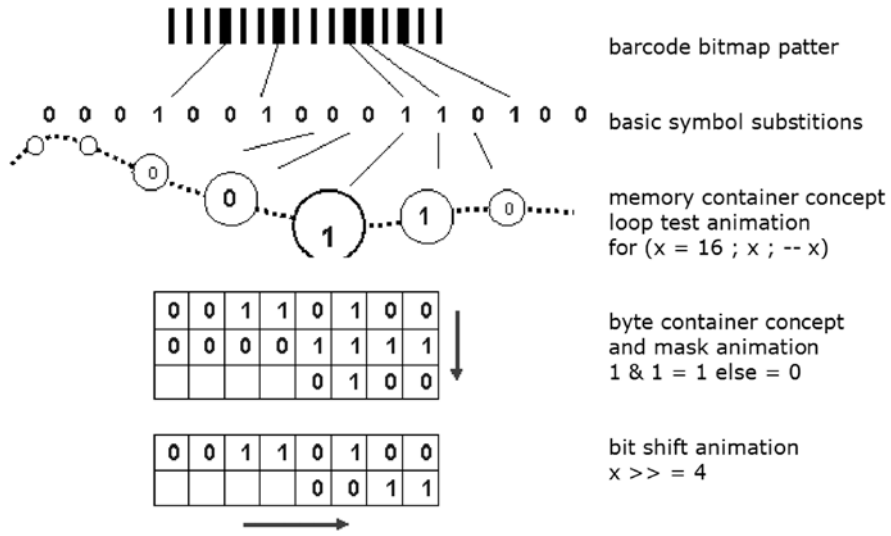 barcode bitmap patter
0 0 0 1 0 0 1 0 0 0 1 1 0 1 0 0
basic symbol substitions
0 0 1 1 0
memory container concept
loop test animation
for (x = 16 ; x ; -- x)
0 0 1 1 0 1 0 0
0 0 0 0 1 1 1 1
0 1 0 0
byte container concept
and mask animation
1 & 1 = 1 else = 0
0 0 1 1 0 1 0 0
0 0 1 1
bit shift animation
x >> = 4